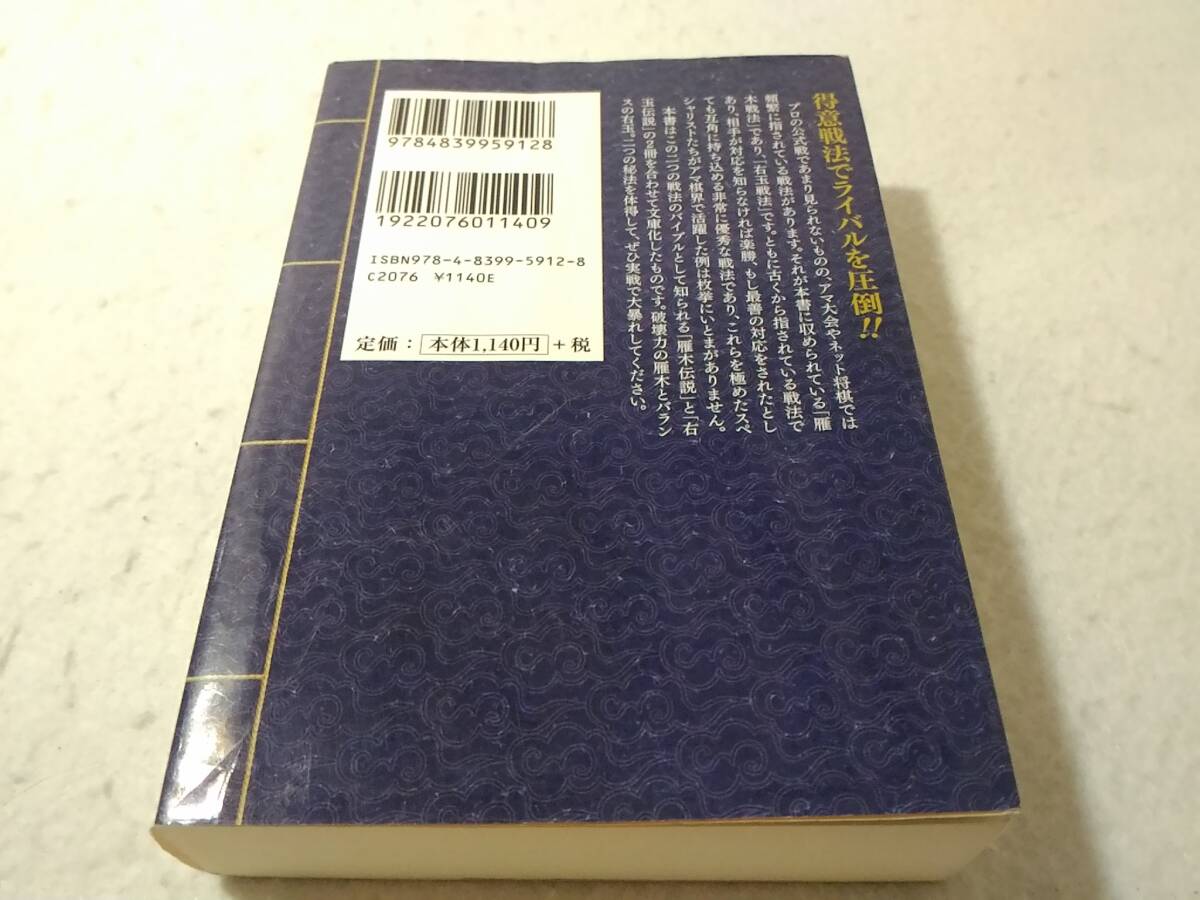 得意戦法でライバルを圧倒!!
プロの公式戦であまり見られないものの、アマ大会やネット将棋では
頻繁に指されている戦法があります。それが本書に収められている「雁
木戦法」であり、「右玉戦法」です。ともに古くから指されている戦法で
あり、相手が対応を知らなければ楽勝、もし最善の対応をされたとし
ても互角に持ち込める非常に優秀な戦法であり、これらを極めたスペ
シャリストたちがアマ棋界で活躍した例は枚挙にいとまがありません。
本書はこの二つの戦法のバイブルとして知られる「雁木伝説」と「右
玉伝説」の2冊を合わせて文庫化したものです。破壊力の雁木とバラン
スの右玉。二つの秘法を体得して、ぜひ実戦で大暴れしてください。
9784839959128
1922076011409
ISBN978-4-8399-5912-8
C2076 ¥1140E
定価：本体1,140円+税